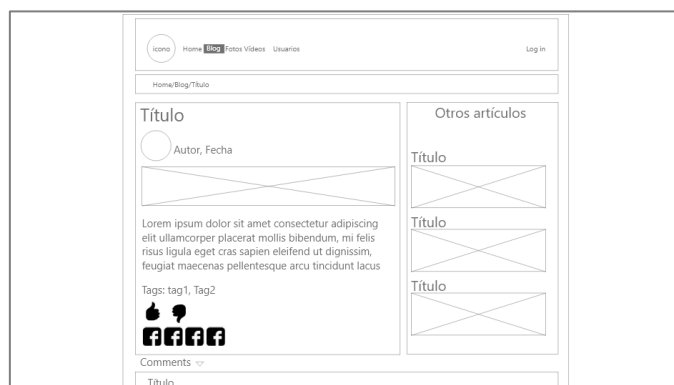 icono Home Blog Fotos Vídeos Usuarios Log in
Home/Blog/Título
Título
Autor, Fecha
Lorem ipsum dolor sit amet consectetur adipiscing
elit ullamcorper placerat mollis bibendum, mi felis
risus ligula eget cras sapien eleifend ut dignissim,
feugiat maecenas pellentesque arcu tincidunt lacus
Tags: tag1, Tag2
Comments
Título
Otros artículos
Título
Título
Título